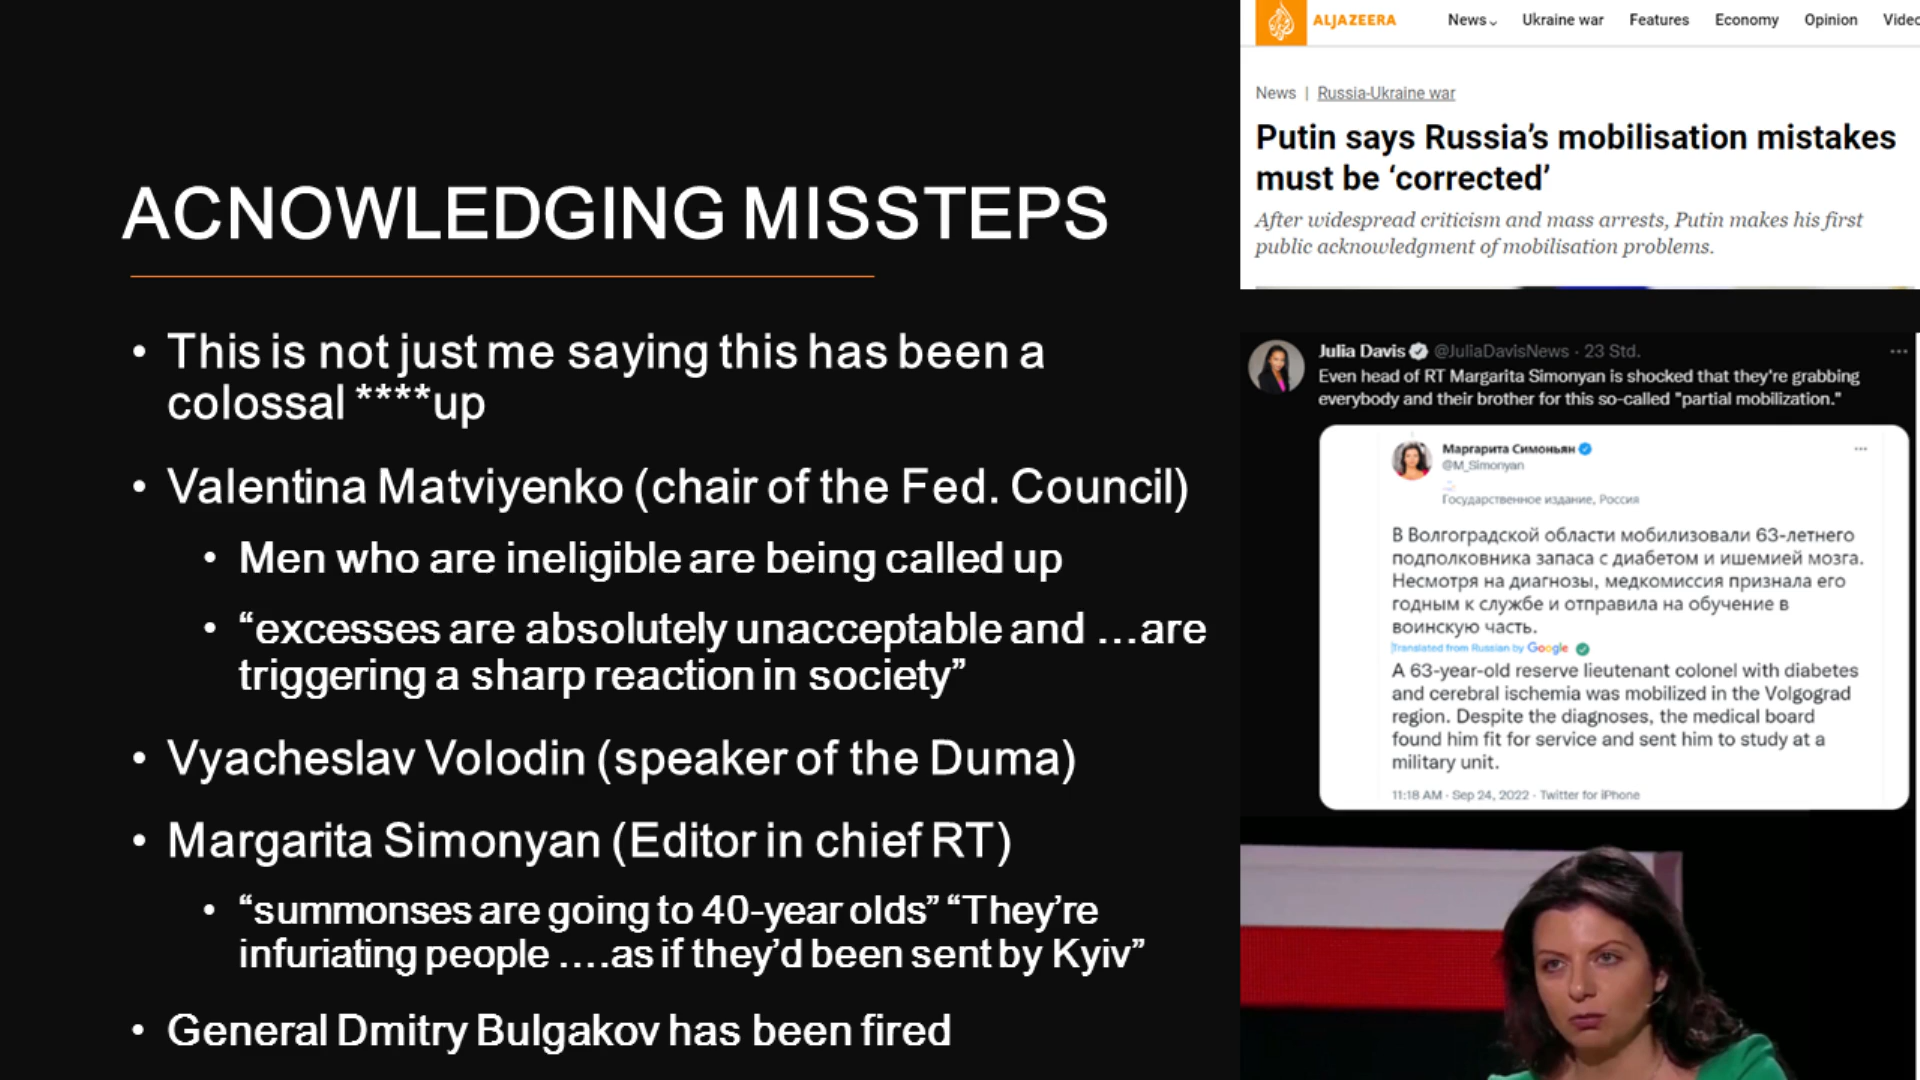 ACNOWLEDGING MISSTEPS
• This is not just me saying this has been a
colossal ****up
• Valentina Matviyenko (chair of the Fed. Council)
• Men who are ineligible are being called up
• “excesses are absolutely unacceptable and …are
triggering a sharp reaction in society”
• Vyacheslav Volodin (speaker of the Duma)
• Margarita Simonyan (Editor in chief RT)
• “summonses are going to 40-year olds” “They’re
infuriating people ….as if they’d been sent by Kyiv”
• General Dmitry Bulgakov has been fired
ALJAZEERA News Ukraine war Features Economy Opinion Video
News | Russia-Ukraine war
Putin says Russia’s mobilisation mistakes
must be ‘corrected’
After widespread criticism and mass arrests, Putin makes his first
public acknowledgment of mobilisation problems.
Julia Davis @JuliaDavisNews · 23 Std.
Even head of RT Margarita Simonyan is shocked that they're grabbing
everybody and their brother for this so-called "partial mobilization."
Маргарита Симоньян
@M_Simonyan
Государственное издание, Россия
В Волгоградской области мобилизовали 63-летнего
подполковника запаса с диабетом и ишемией мозга.
Несмотря на диагнозы, медкомиссия признала его
годным к службе и отправила на обучение в
воинскую часть.
Translated from Russian by Google
A 63-year-old reserve lieutenant colonel with diabetes
and cerebral ischemia was mobilized in the Volgograd
region. Despite the diagnoses, the medical board
found him fit for service and sent him to study at a
military unit.
11:18 AM · Sep 24, 2022 · Twitter for iPhone